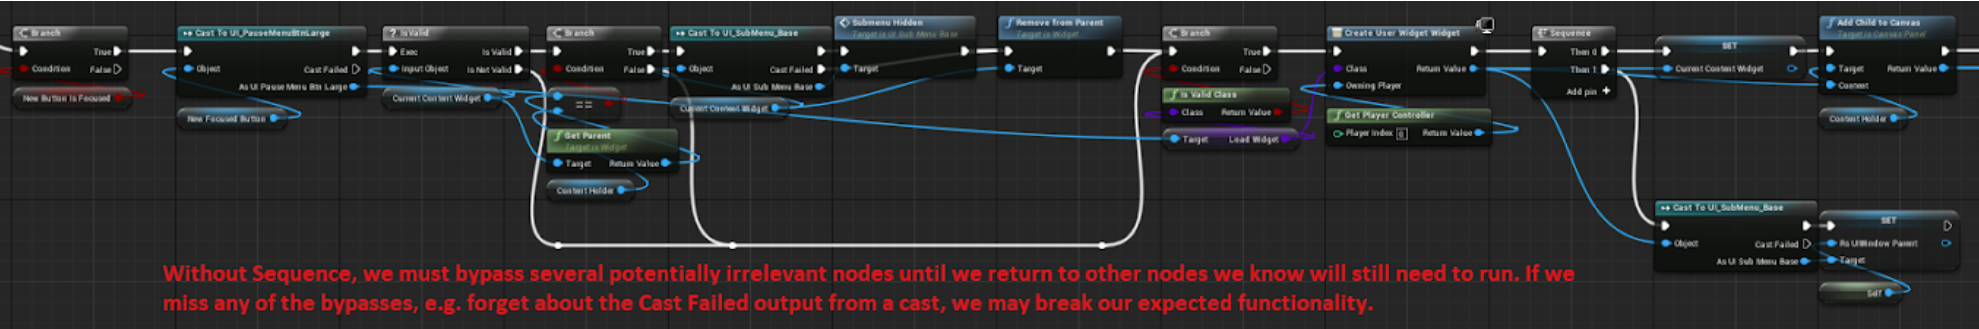 Branch
True
Condition
False
New Button Is Focused
Cast To UI_PauseMenuBtnLarge
Object
Cast Failed
As UI Pause Menu Btn Large
New Focused Button
? IsValid
Exec
Is Valid
Input Object
Is Not Valid
Current Content Widget
Branch
True
Condition
False
==
Get Parent
Target is Widget
Target
Return Value
Content Holder
Cast To UI_SubMenu_Base
Object
Cast Failed
As UI Sub Menu Base
Current Content Widget
Submenu Hidden
Target is UI Sub Menu Base
Target
Remove from Parent
Target is Widget
Target
Branch
True
Condition
False
Is Valid Class
Class
Return Value
Target
Load Widget
Create User Widget Widget
Class
Return Value
Owning Player
Get Player Controller
Player Index 0
Return Value
Sequence
Then 0
Then 1
Add pin +
SET
Current Content Widget
Add Child to Canvas
Target is Canvas Panel
Target
Return Value
Content
Content Holder
Cast To UI_SubMenu_Base
Object
Cast Failed
As UI Sub Menu Base
SET
As UIWindow Parent
Target
Self
Without Sequence, we must bypass several potentially irrelevant nodes until we return to other nodes we know will still need to run. If we
miss any of the bypasses, e.g. forget about the Cast Failed output from a cast, we may break our expected functionality.